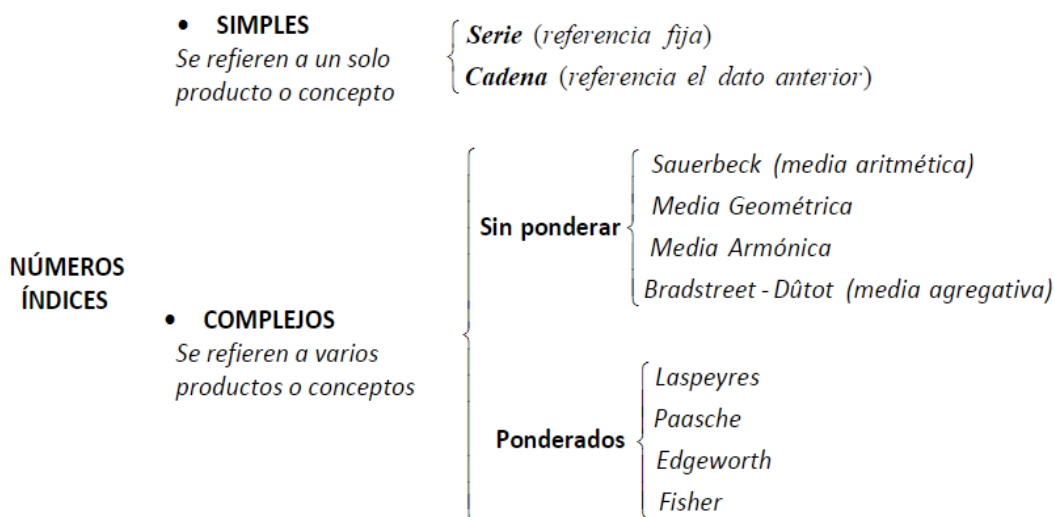 • SIMPLES
Se refieren a un solo
producto o concepto
Serie (referencia fija)
Cadena (referencia el dato anterior)
NÚMEROS
ÍNDICES
• COMPLEJOS
Se refieren a varios
productos o conceptos
Sin ponderar
Sauerbeck (media aritmética)
Media Geométrica
Media Armónica
Bradstreet - Dûtot (media agregativa)
Ponderados
Laspeyres
Paasche
Edgeworth
Fisher